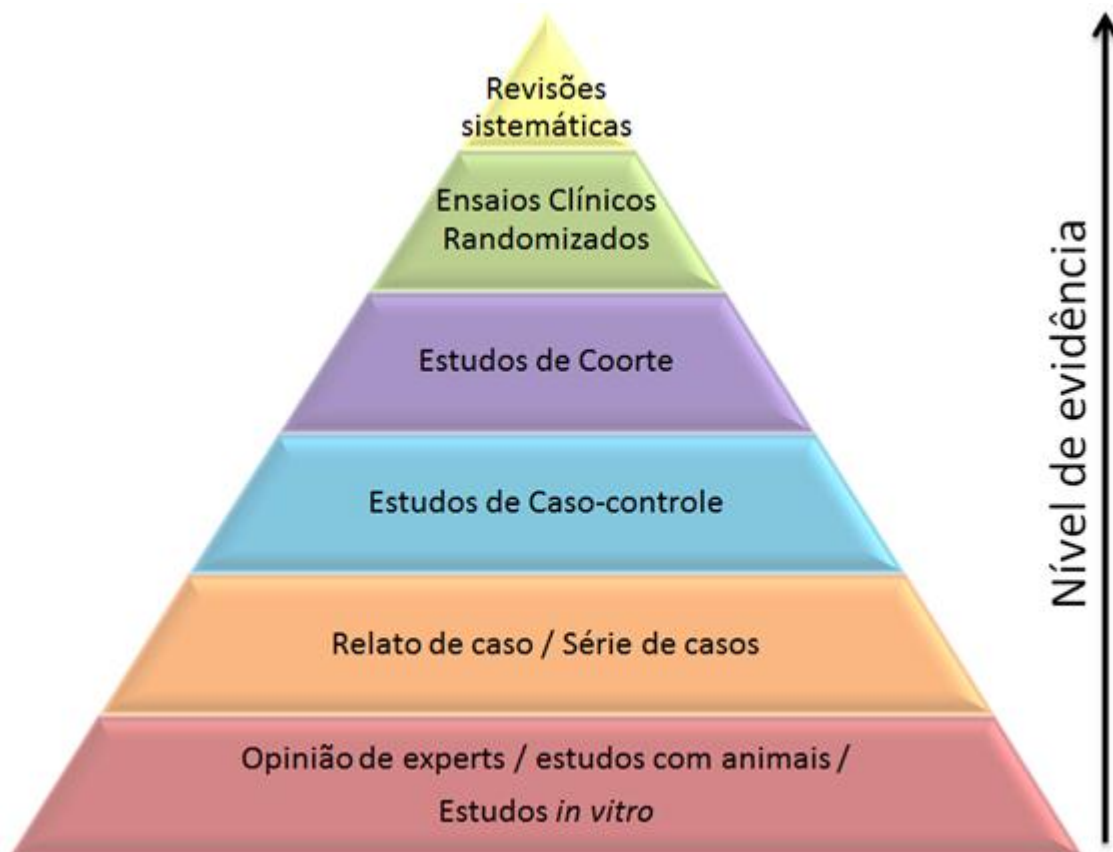 Revisões
sistemáticas
Ensaios Clínicos
Randomizados
Estudos de Coorte
Estudos de Caso-controle
Relato de caso / Série de casos
Opinião de experts / estudos com animais /
Estudos in vitro
Nível de evidência